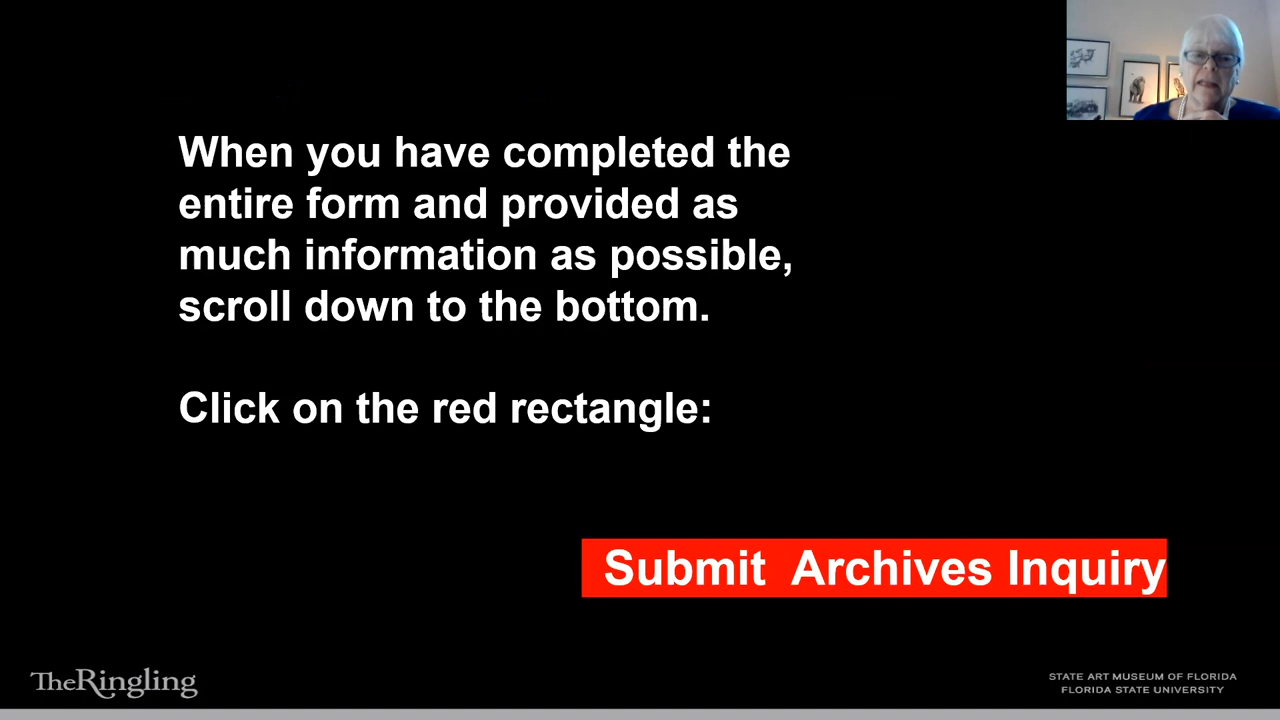 When you have completed the
entire form and provided as
much information as possible,
scroll down to the bottom.
Click on the red rectangle:
Submit  Archives Inquiry
TheRingling
STATE ART MUSEUM OF FLORIDA
FLORIDA STATE UNIVERSITY